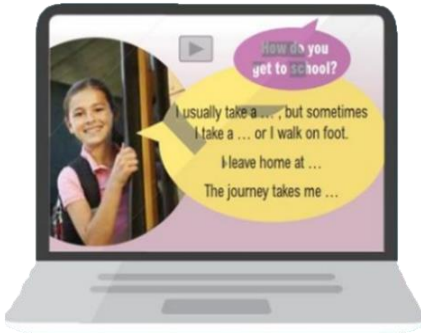 How do you
get to school?
I usually take a ... , but sometimes
I take a ... or I walk on foot.
I leave home at ...
The journey takes me ...